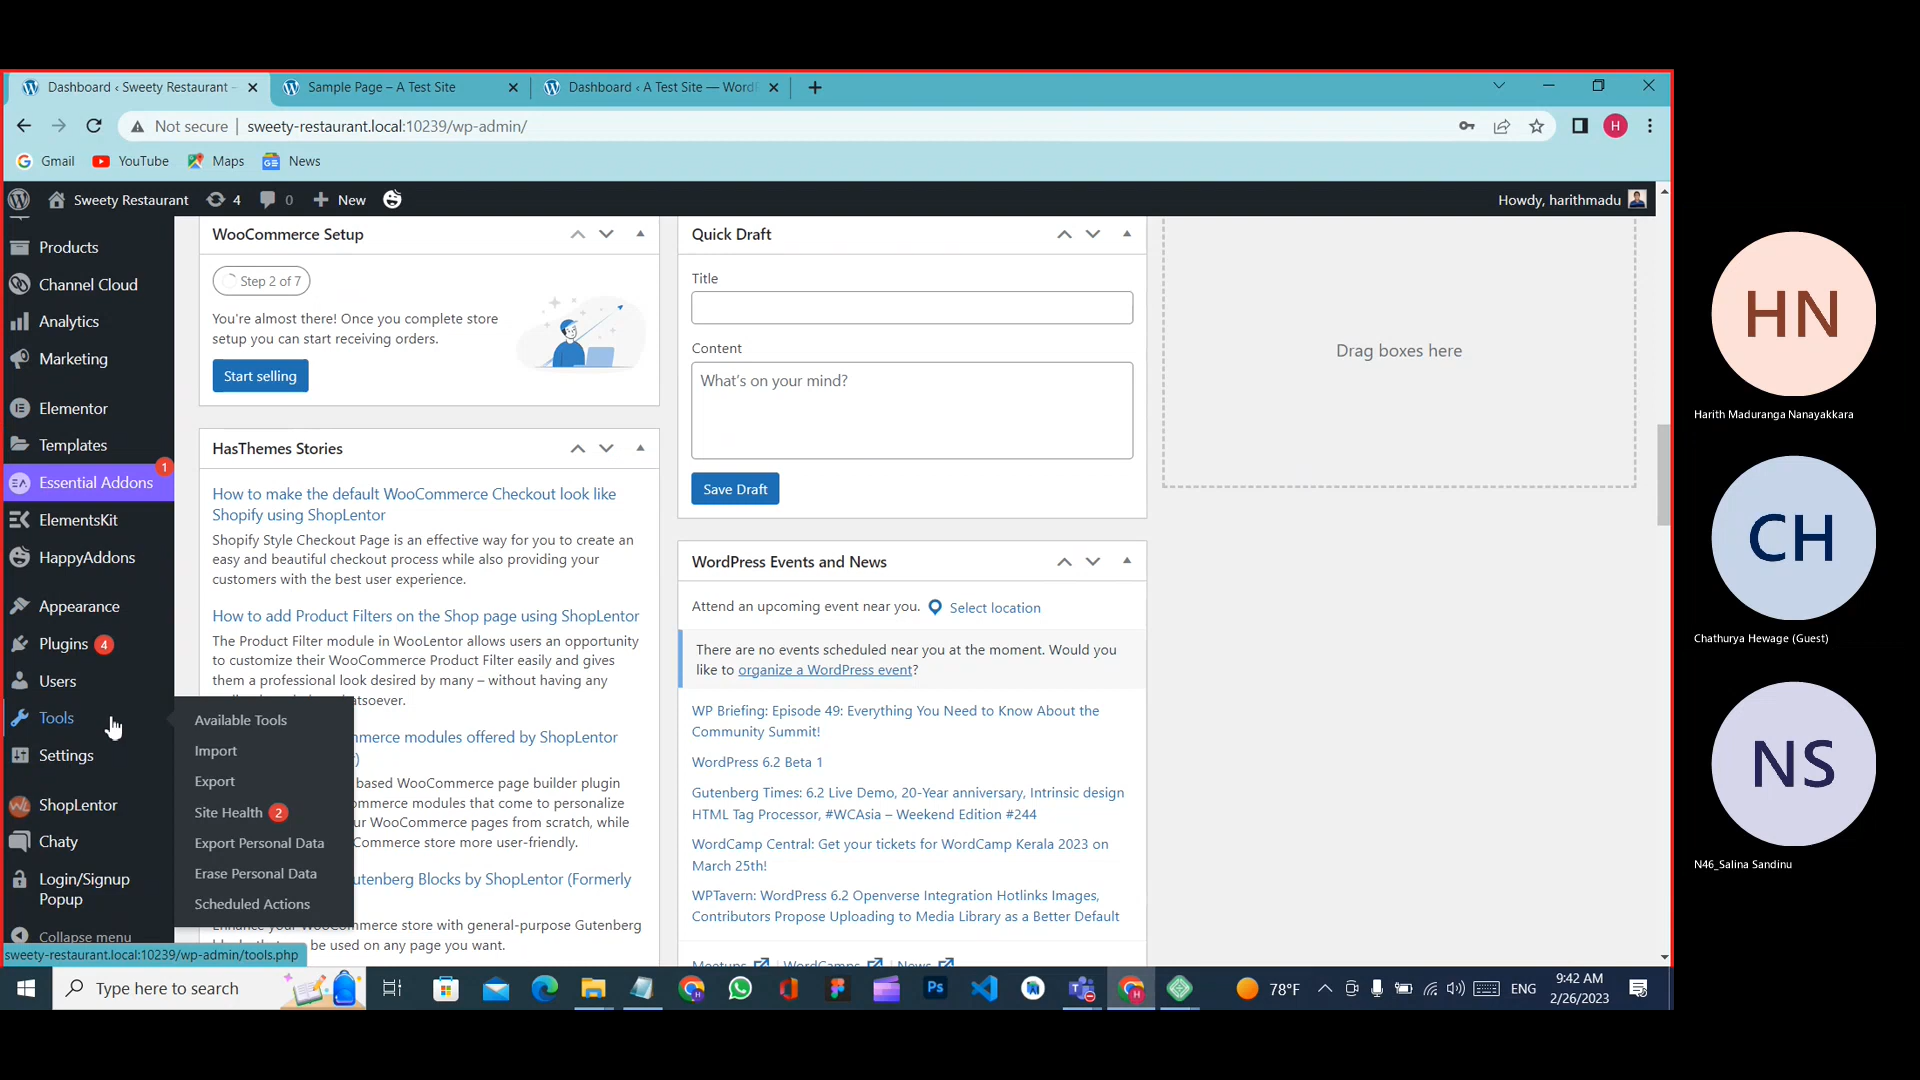 Dashboard ‹ Sweety Restaurant –
Sample Page – A Test Site
Dashboard ‹ A Test Site — Word
Not secure
sweety-restaurant.local:10239/wp-admin/
Gmail
YouTube
Maps
News
Sweety Restaurant
4
0
New
Howdy, harithmadu
Products
Channel Cloud
Analytics
Marketing
Elementor
Templates
1
Essential Addons
ElementsKit
HappyAddons
Appearance
Plugins 4
Users
Tools
Settings
ShopLentor
Chaty
Login/Signup
Popup
Collapse menu
Available Tools
Import
Export
Site Health 2
Export Personal Data
Erase Personal Data
Scheduled Actions
sweety-restaurant.local:10239/wp-admin/tools.php
WooCommerce Setup
Step 2 of 7
You're almost there! Once you complete store
setup you can start receiving orders.
Start selling
HasThemes Stories
How to make the default WooCommerce Checkout look like
Shopify using ShopLentor
Shopify Style Checkout Page is an effective way for you to create an
easy and beautiful checkout process while also providing your
customers with the best user experience.
How to add Product Filters on the Shop page using ShopLentor
The Product Filter module in WooLentor allows users an opportunity
to customize their WooCommerce Product Filter easily and gives
them a professional look desired by many – without having any
atsoever.
merce modules offered by ShopLentor
)
based WooCommerce page builder plugin
mmerce modules that come to personalize
ur WooCommerce pages from scratch, while
Commerce store more user-friendly.
utenberg Blocks by ShopLentor (Formerly
Enhance your WooCommerce store with general-purpose Gutenberg
be used on any page you want.
Quick Draft
Title
Content
What's on your mind?
Save Draft
WordPress Events and News
Attend an upcoming event near you. Select location
There are no events scheduled near you at the moment. Would you
like to organize a WordPress event?
WP Briefing: Episode 49: Everything You Need to Know About the
Community Summit!
WordPress 6.2 Beta 1
Gutenberg Times: 6.2 Live Demo, 20-Year anniversary, Intrinsic design
HTML Tag Processor, #WCAsia – Weekend Edition #244
WordCamp Central: Get your tickets for WordCamp Kerala 2023 on
March 25th!
WPTavern: WordPress 6.2 Openverse Integration Hotlinks Images,
Contributors Propose Uploading to Media Library as a Better Default
Meetups | WordCamps | News
Drag boxes here
HN
Harith Maduranga Nanayakkara
CH
Chathurya Hewage (Guest)
NS
N46_Salina Sandinu
Type here to search
Ps
78°F
ENG
9:42 AM
2/26/2023